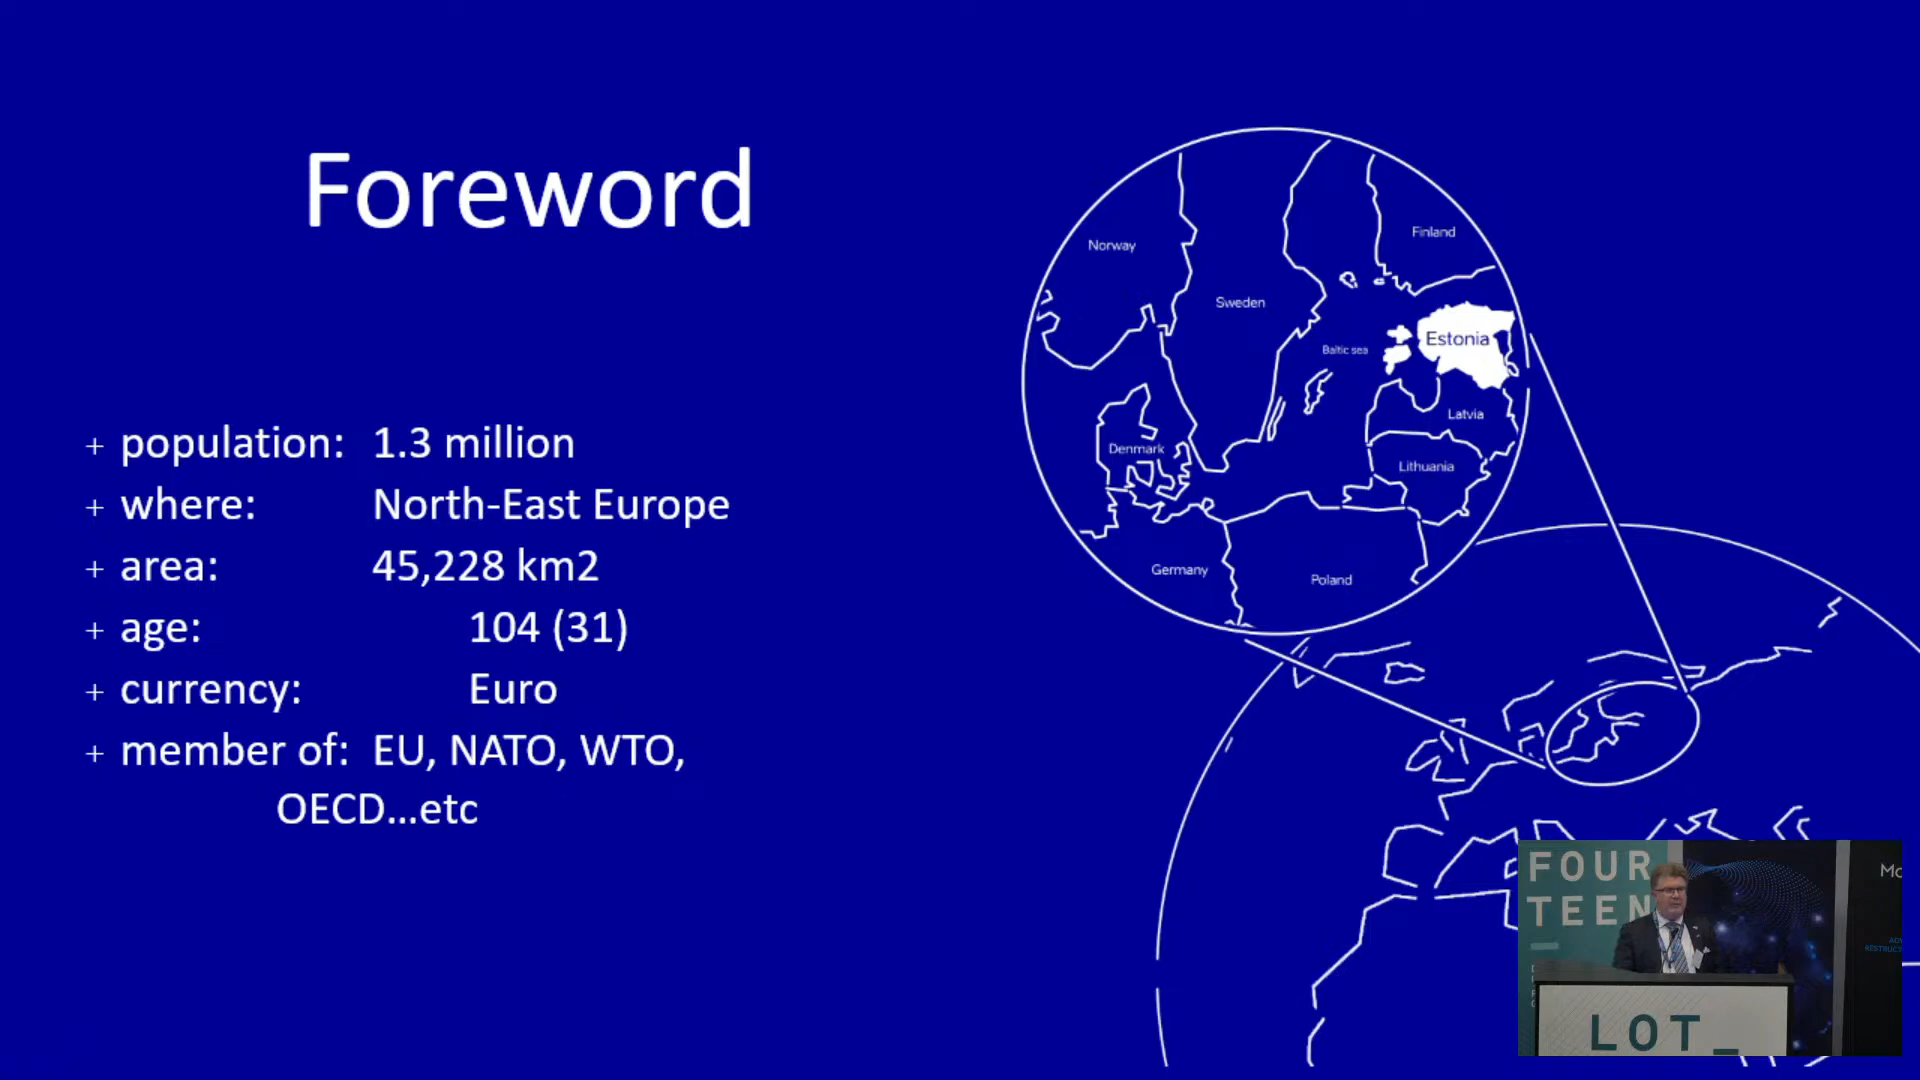 Foreword
+ population: 1.3 million
+ where: North-East Europe
+ area: 45,228 km2
+ age: 104 (31)
+ currency: Euro
+ member of: EU, NATO, WTO,
OECD...etc
Norway
Finland
Sweden
Estonia
Baltic sea
Latvia
Denmark
Lithuania
Germany
Poland
FOUR
TEEN
LOT_